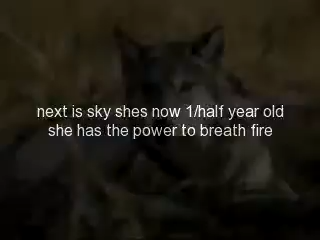 next is sky shes now 1/half year old
she has the power to breath fire